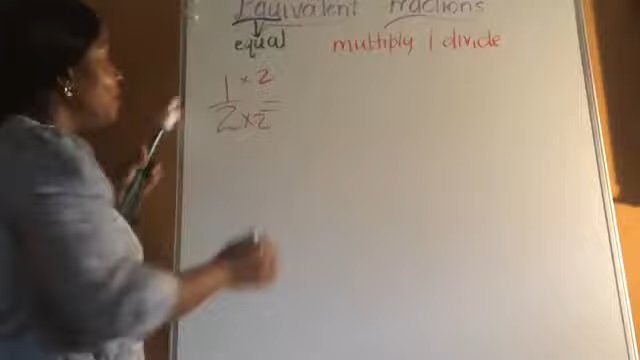 Equivalent fractions
equal
multiply | divide
1 × 2
2 × 2 =